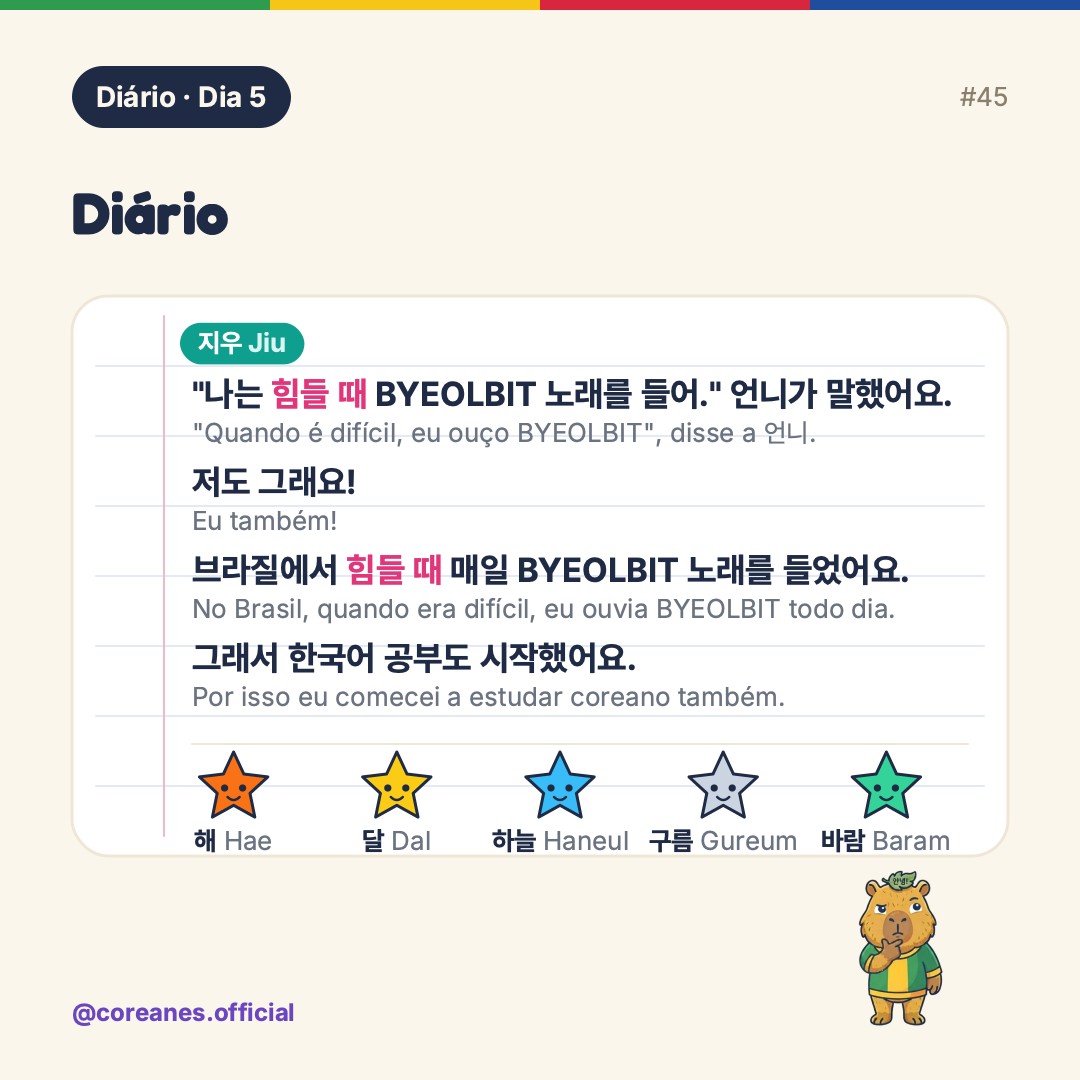 Diário · Dia 5
#45
Diário
지우 Jiu
"나는 힘들 때 BYEOLBIT 노래를 들어." 언니가 말했어요.
"Quando é difícil, eu ouço BYEOLBIT", disse a 언니.
저도 그래요!
Eu também!
브라질에서 힘들 때 매일 BYEOLBIT 노래를 들었어요.
No Brasil, quando era difícil, eu ouvia BYEOLBIT todo dia.
그래서 한국어 공부도 시작했어요.
Por isso eu comecei a estudar coreano também.
해 Hae 달 Dal 하늘 Haneul 구름 Gureum 바람 Baram
안녕!
@coreanes.official